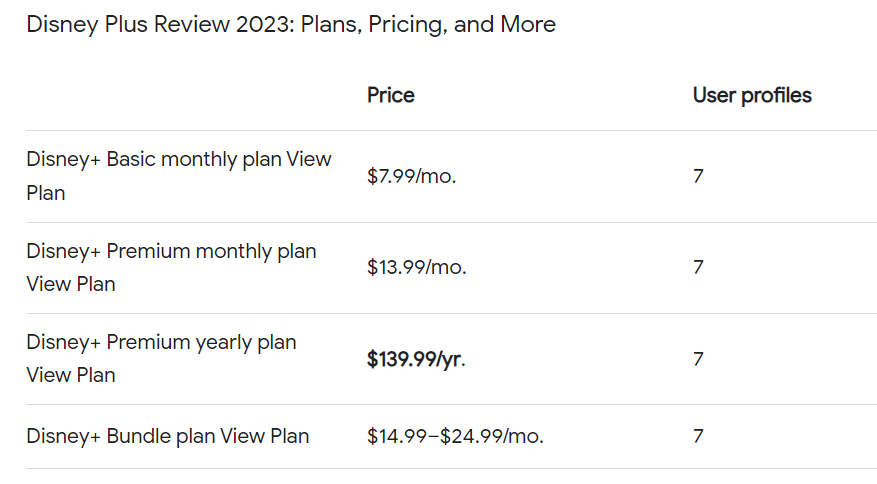 Disney Plus Review 2023: Plans, Pricing, and More
Price User profiles
Disney+ Basic monthly plan View
Plan
$7.99/mo. 7
Disney+ Premium monthly plan
View Plan
$13.99/mo. 7
Disney+ Premium yearly plan
View Plan
$139.99/yr. 7
Disney+ Bundle plan View Plan $14.99–$24.99/mo. 7